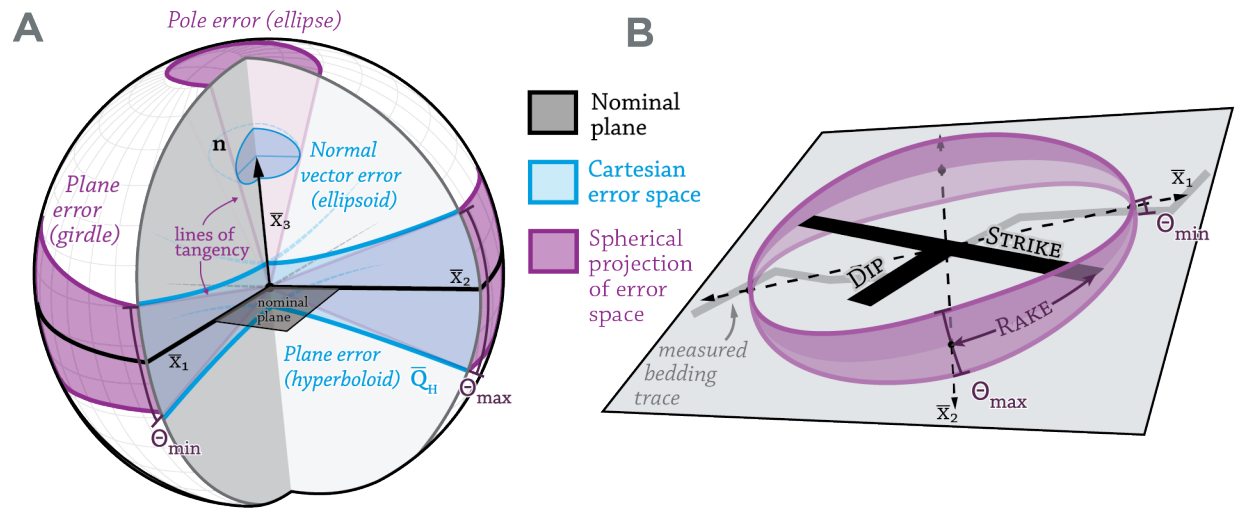 A
Pole error (ellipse)
n
Normal
vector error
(ellipsoid)
Plane
error
(girdle)
lines of
tangency
x̅3
x̅2
nominal
plane
x̅1
Plane error
(hyperboloid) Q̅H
Θmax
Θmin
Nominal
plane
Cartesian
error space
Spherical
projection
of error
space
B
x̅1
Θmin
STRIKE
DIP
RAKE
measured
bedding
trace
Θmax
x̅2